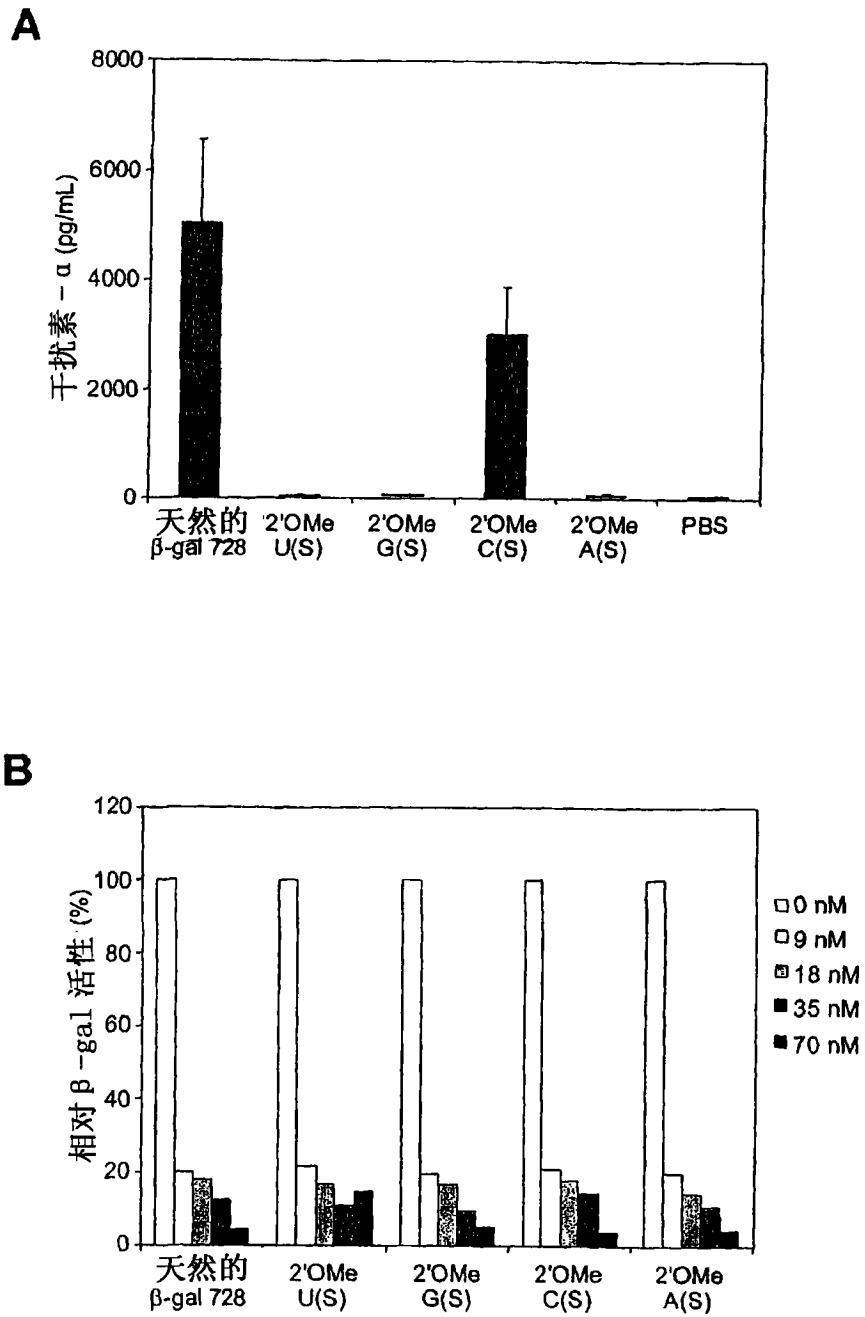 A
8000
6000
4000
2000
0
干扰素 - α (pg/mL)
天然的 2'OMe 2'OMe 2'OMe 2'OMe PBS
β-gal 728 U(S) G(S) C(S) A(S)
B
120
100
80
60
40
20
0
相对 β -gal 活性 (%)
0 nM
9 nM
18 nM
35 nM
70 nM
天然的 2'OMe 2'OMe 2'OMe 2'OMe
β-gal 728 U(S) G(S) C(S) A(S)